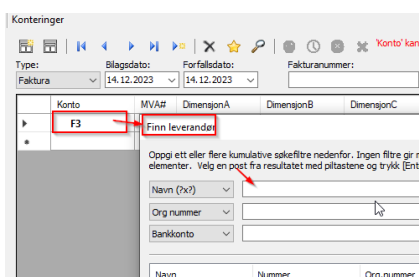 Konteringer
'Konto' kan
Type:
Bilagsdato:
Forfallsdato:
Fakturanummer:
Faktura
14.12.2023
14.12.2023
Konto
MVA#
DimensjonA
DimensjonB
DimensjonC
F3
Finn leverandør
Oppgi ett eller flere kumulative søkefiltre nedenfor. Ingen filtre gir
elementer. Velg en post fra resultatet med piltastene og trykk [Ent
Navn (?x?)
Org nummer
Bankkonto
Navn
Nummer
Org.nummer